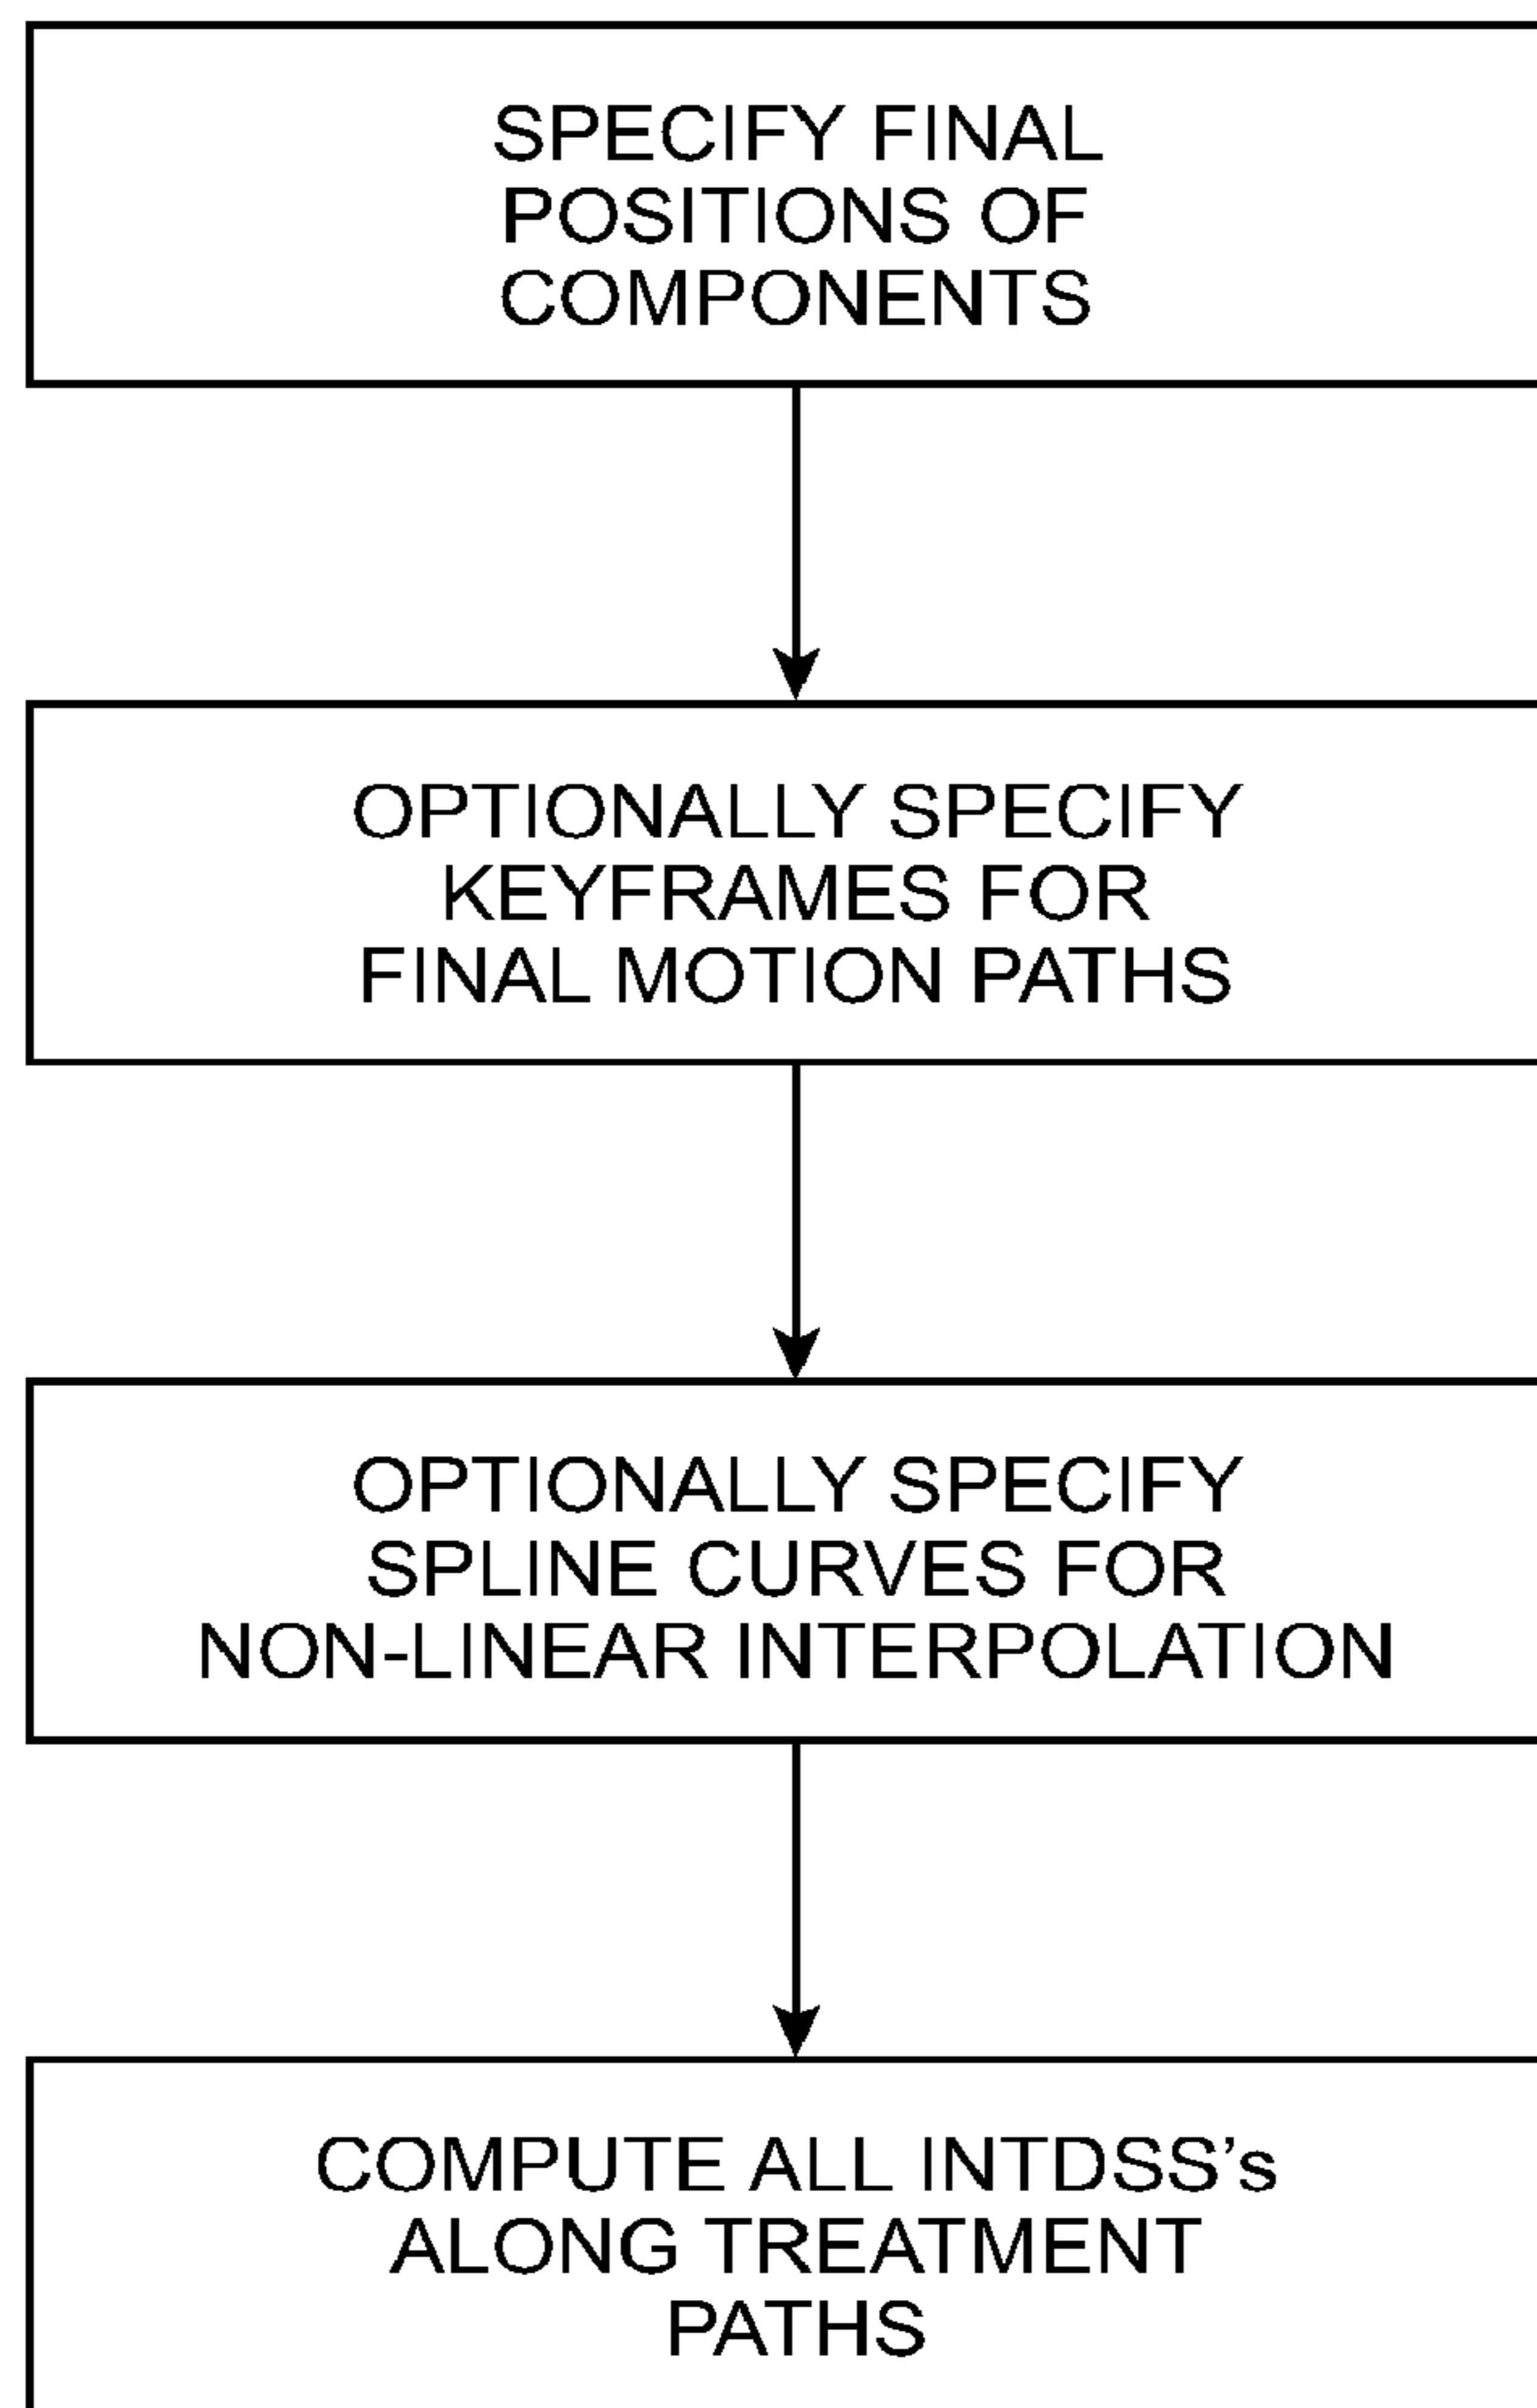 SPECIFY FINAL
POSITIONS OF
COMPONENTS
OPTIONALLY SPECIFY
KEYFRAMES FOR
FINAL MOTION PATHS
OPTIONALLY SPECIFY
SPLINE CURVES FOR
NON-LINEAR INTERPOLATION
COMPUTE ALL INTDSS’s
ALONG TREATMENT
PATHS